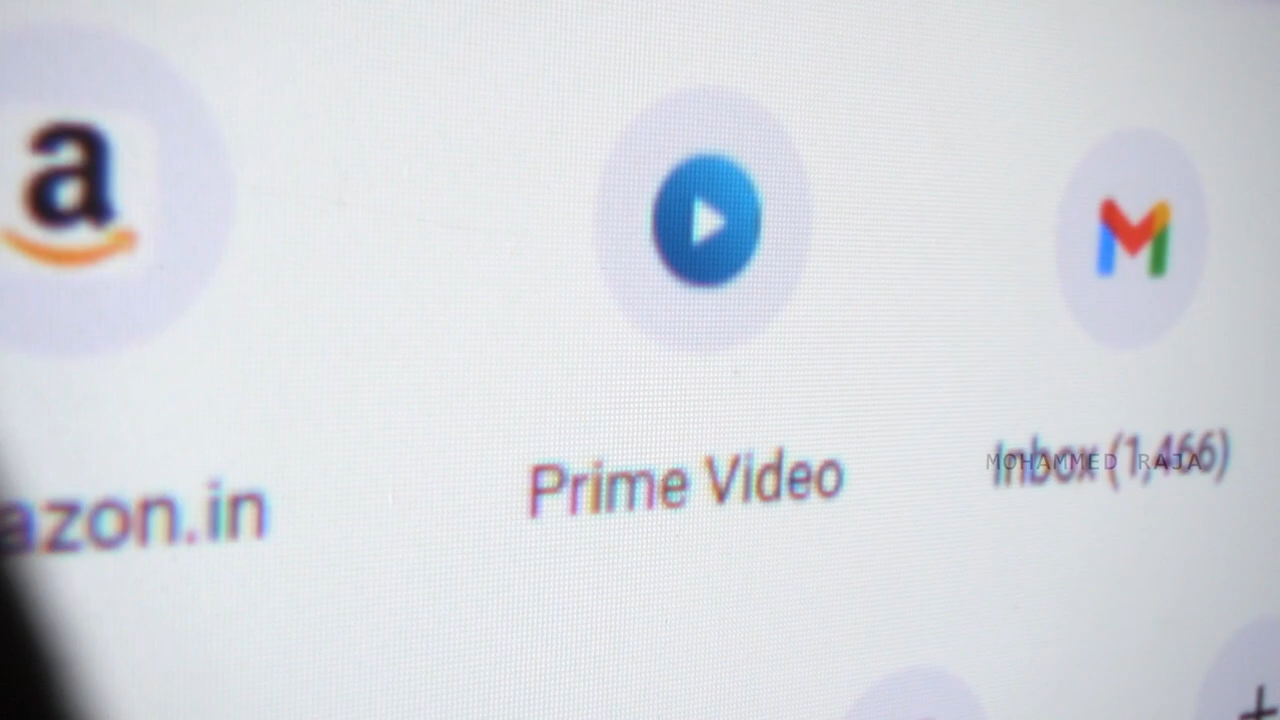 a
azon.in
Prime Video
Inbox (1,466)
MOHAMMED RAJA
+